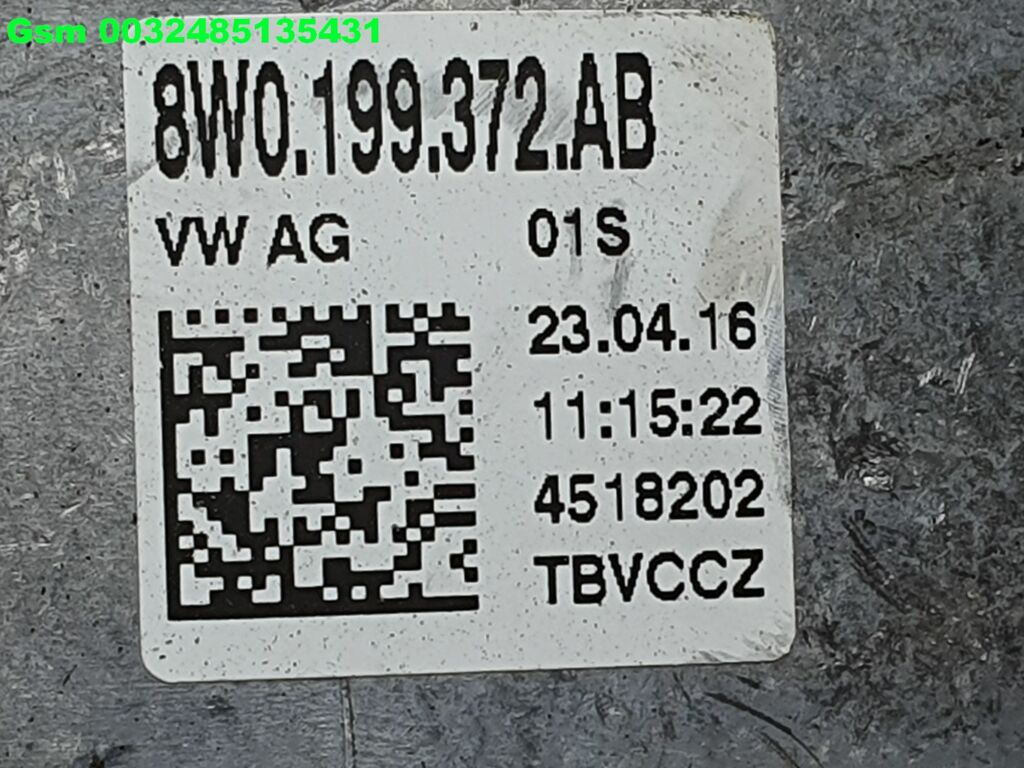 Gsm 0032485135431
8W0.199.372.AB
VW AG 01S
23.04.16
11:15:22
4518202
TBVCCZ